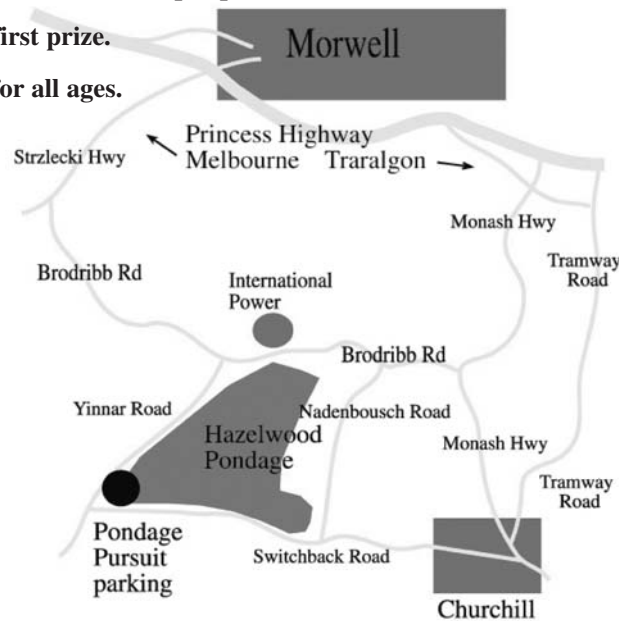 first prize.
for all ages.
Morwell
Princess Highway
Melbourne Traralgon
Strzlecki Hwy
Monash Hwy
Tramway
Road
Brodribb Rd
International
Power
Brodribb Rd
Yinnar Road
Nadenbousch Road
Hazelwood
Pondage
Monash Hwy
Tramway
Road
Pondage
Pursuit
parking
Switchback Road
Churchill